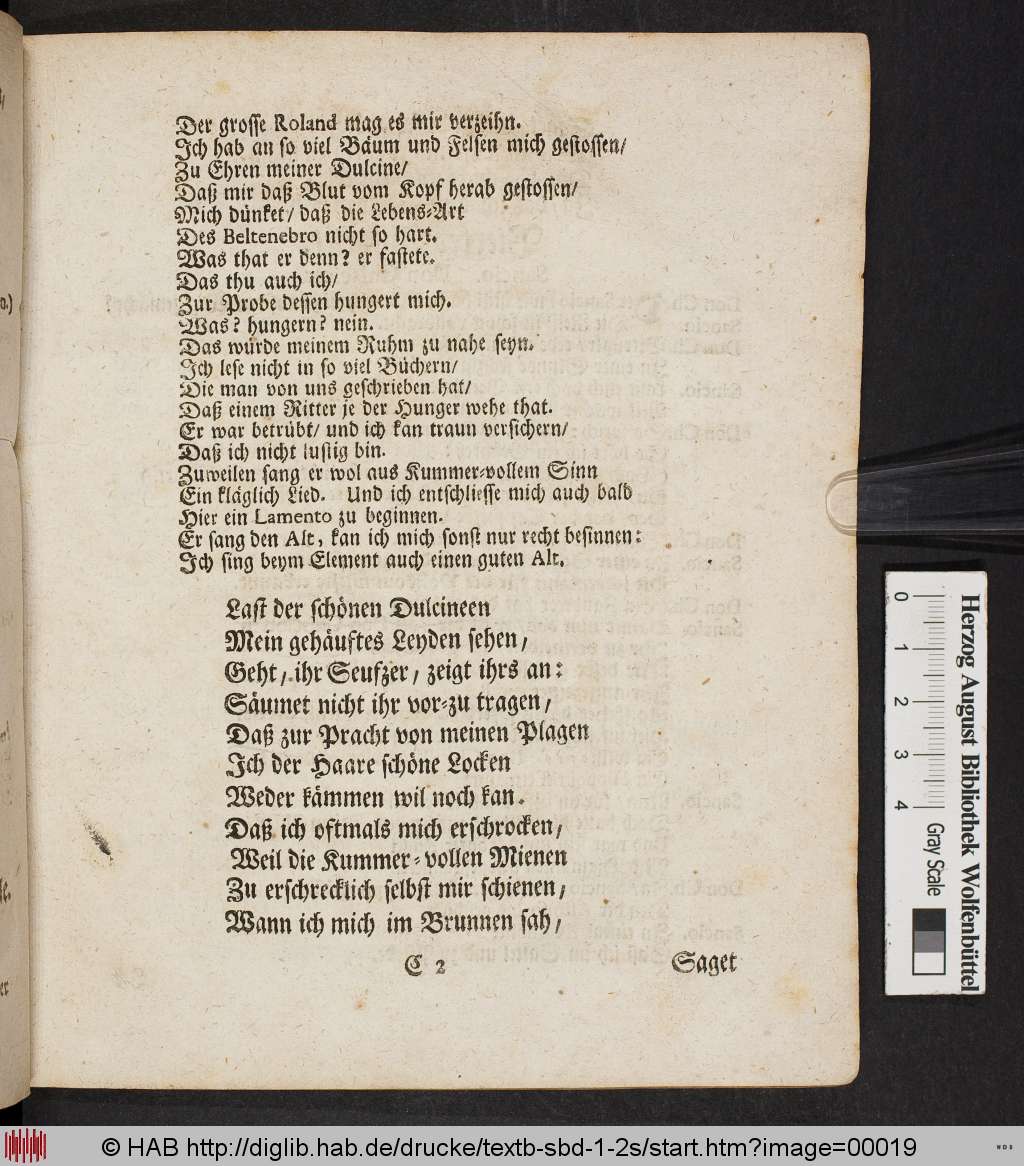 Der grosse Roland mag es mir verzeihn.
Ich hab an so viel Bäum und Felsen mich gestossen/
Zu Ehren meiner Dulcine/
Daß mir daß Blut vom Kopf herab geflossen/
Mich dünket/ daß die Lebens-Art
Des Beltenebro nicht so hart.
Was that er denn? er fastete.
Das thu auch ich/
Zur Probe dessen hungert mich.
Was? hungern? nein.
Das würde meinem Ruhm zu nahe seyn.
Ich lese nicht in so viel Büchern/
Die man von uns geschrieben hat/
Daß einem Ritter je der Hunger wehe that.
Er war betrübt/ und ich kan traun versichern/
Daß ich nicht lustig bin.
Zuweilen sang er wol aus Kummer-vollem Sinn
Ein kläglich Lied. Und ich entschliesse mich auch bald
Hier ein Lamento zu beginnen.
Er sang den Alt, kan ich mich sonst nur recht besinnen:
Ich sing beym Element auch einen guten Alt.
Last der schönen Dulcineen
Mein gehäuftes Leyden sehen,
Geht, ihr Seufzer, zeigt ihrs an:
Säumet nicht ihr vor-zu tragen,
Daß zur Pracht von meinen Plagen
Ich der Haare schöne Locken
Weder kämmen wil noch kan.
Daß ich oftmals mich erschrocken,
Weil die Kummer-vollen Mienen
Zu erschrecklich selbst mir schienen,
Wann ich mich im Brunnen sah,
C 2 Saget
0 1 2 3 4 Gray Scale
Herzog August Bibliothek Wolfenbüttel
© HAB http://diglib.hab.de/drucke/textb-sbd-1-2s/start.htm?image=00019